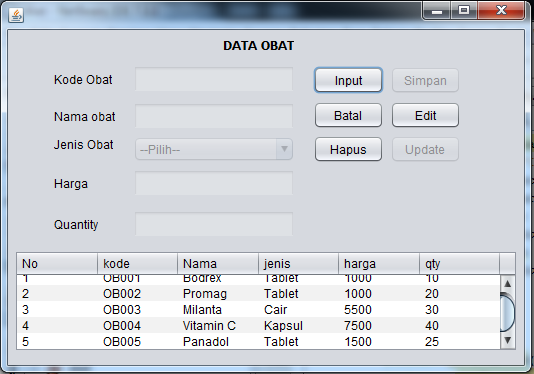 DATA OBAT
Kode Obat Input Simpan
Nama obat Batal Edit
Jenis Obat --Pilih-- Hapus Update
Harga
Quantity
No kode Nama jenis harga qty
1 OB001 Bodrex Tablet 1000 10
2 OB002 Promag Tablet 1000 20
3 OB003 Milanta Cair 5500 30
4 OB004 Vitamin C Kapsul 7500 40
5 OB005 Panadol Tablet 1500 25